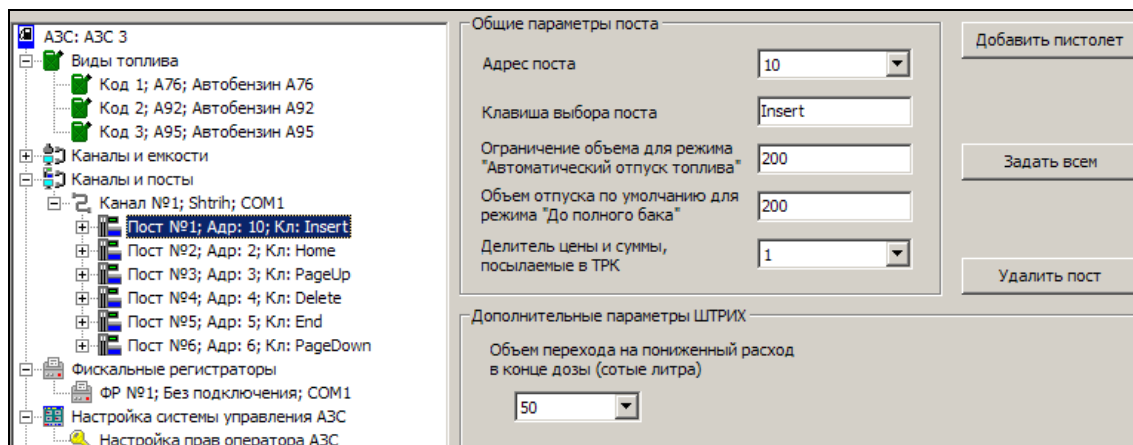 АЗС: АЗС 3
Виды топлива
Код 1; А76; Автобензин А76
Код 2; А92; Автобензин А92
Код 3; А95; Автобензин А95
Каналы и емкости
Каналы и посты
Канал №1; Shtrih; COM1
Пост №1; Адр: 10; Кл: Insert
Пост №2; Адр: 2; Кл: Home
Пост №3; Адр: 3; Кл: PageUp
Пост №4; Адр: 4; Кл: Delete
Пост №5; Адр: 5; Кл: End
Пост №6; Адр: 6; Кл: PageDown
Фискальные регистраторы
ФР №1; Без подключения; COM1
Настройка системы управления АЗС
Настройка прав оператора АЗС
Общие параметры поста
Адрес поста
10
Клавиша выбора поста
Insert
Ограничение объема для режима
"Автоматический отпуск топлива"
200
Объем отпуска по умолчанию для
режима "До полного бака"
200
Делитель цены и суммы,
посылаемые в ТРК
1
Дополнительные параметры ШТРИХ
Объем перехода на пониженный расход
в конце дозы (сотые литра)
50
Добавить пистолет
Задать всем
Удалить пост